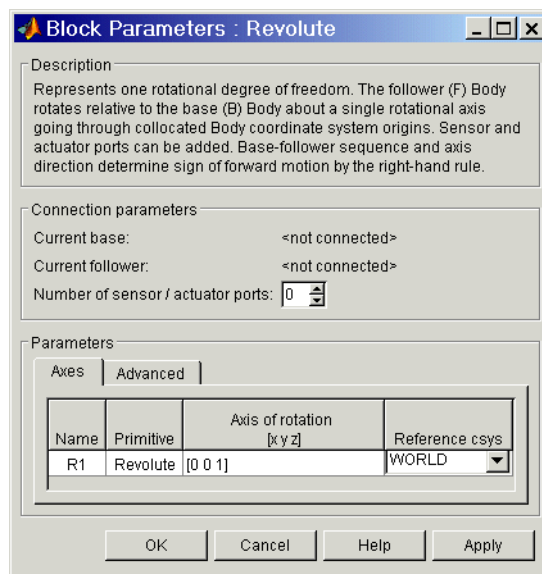 Block Parameters : Revolute
Description
Represents one rotational degree of freedom. The follower (F) Body
rotates relative to the base (B) Body about a single rotational axis
going through collocated Body coordinate system origins. Sensor and
actuator ports can be added. Base-follower sequence and axis
direction determine sign of forward motion by the right-hand rule.
Connection parameters
Current base: <not connected>
Current follower: <not connected>
Number of sensor / actuator ports: 0
Parameters
Axes Advanced
Name Primitive Axis of rotation [x y z] Reference csys
R1 Revolute [0 0 1] WORLD
OK Cancel Help Apply